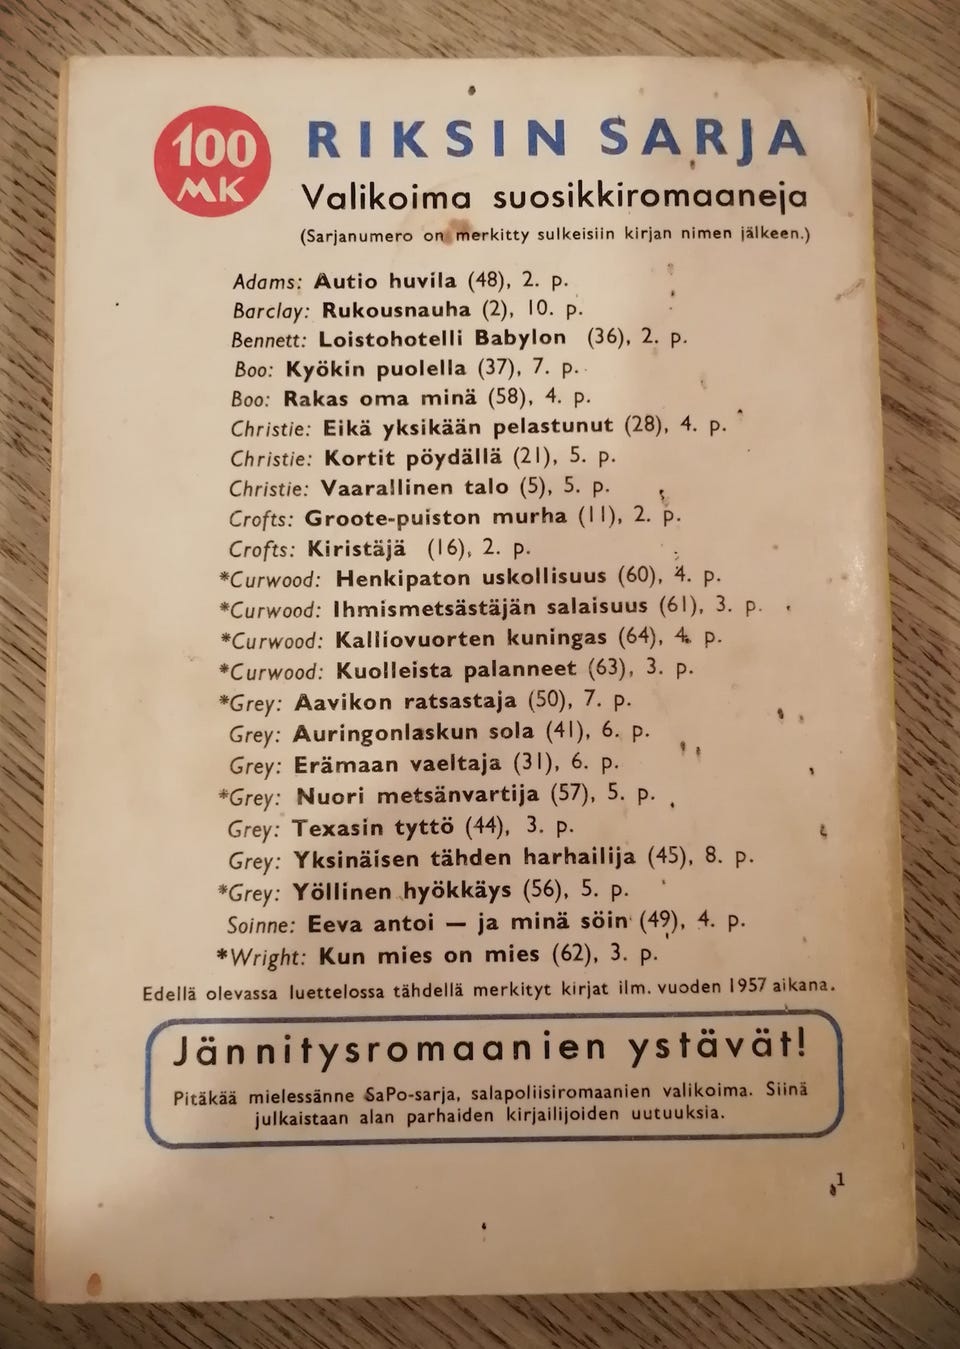 100
MK
RIKSIN SARJA
Valikoima suosikkiromaaneja
(Sarjanumero on merkitty sulkeisiin kirjan nimen jälkeen.)
Adams: Autio huvila (48), 2. p.
Barclay: Rukousnauha (2), 10. p.
Bennett: Loistohotelli Babylon (36), 2. p.
Boo: Kyökin puolella (37), 7. p.
Boo: Rakas oma minä (58), 4. p.
Christie: Eikä yksikään pelastunut (28), 4. p.
Christie: Kortit pöydällä (21), 5. p.
Christie: Vaarallinen talo (5), 5. p.
Crofts: Groote-puiston murha (11), 2. p.
Crofts: Kiristäjä (16), 2. p.
*Curwood: Henkipaton uskollisuus (60), 4. p.
*Curwood: Ihmismetsästäjän salaisuus (61), 3. p.
*Curwood: Kalliovuorten kuningas (64), 4. p.
*Curwood: Kuolleista palanneet (63), 3. p.
*Grey: Aavikon ratsastaja (50), 7. p.
Grey: Auringonlaskun sola (41), 6. p.
Grey: Erämaan vaeltaja (31), 6. p.
*Grey: Nuori metsänvartija (57), 5. p.
Grey: Texasin tyttö (44), 3. p.
Grey: Yksinäisen tähden harhailija (45), 8. p.
*Grey: Yöllinen hyökkäys (56), 5. p.
Soinne: Eeva antoi — ja minä söin (49), 4. p.
*Wright: Kun mies on mies (62), 3. p.
Edellä olevassa luettelossa tähdellä merkityt kirjat ilm. vuoden 1957 aikana.
Jännitysromaanien ystävät!
Pitäkää mielessänne SaPo-sarja, salapoliisiromaanien valikoima. Siinä
julkaistaan alan parhaiden kirjailijoiden uutuuksia.
1